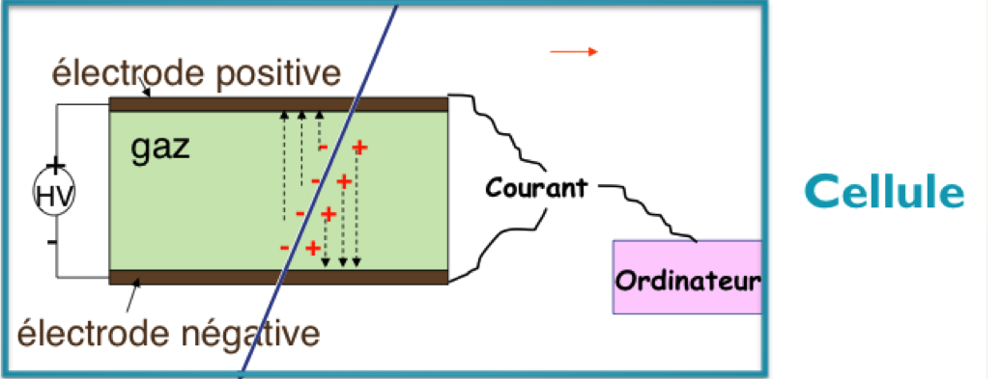 électrode positive
gaz
+
HV
-
- +
- +
- +
- +
Courant
Cellule
Ordinateur
électrode négative